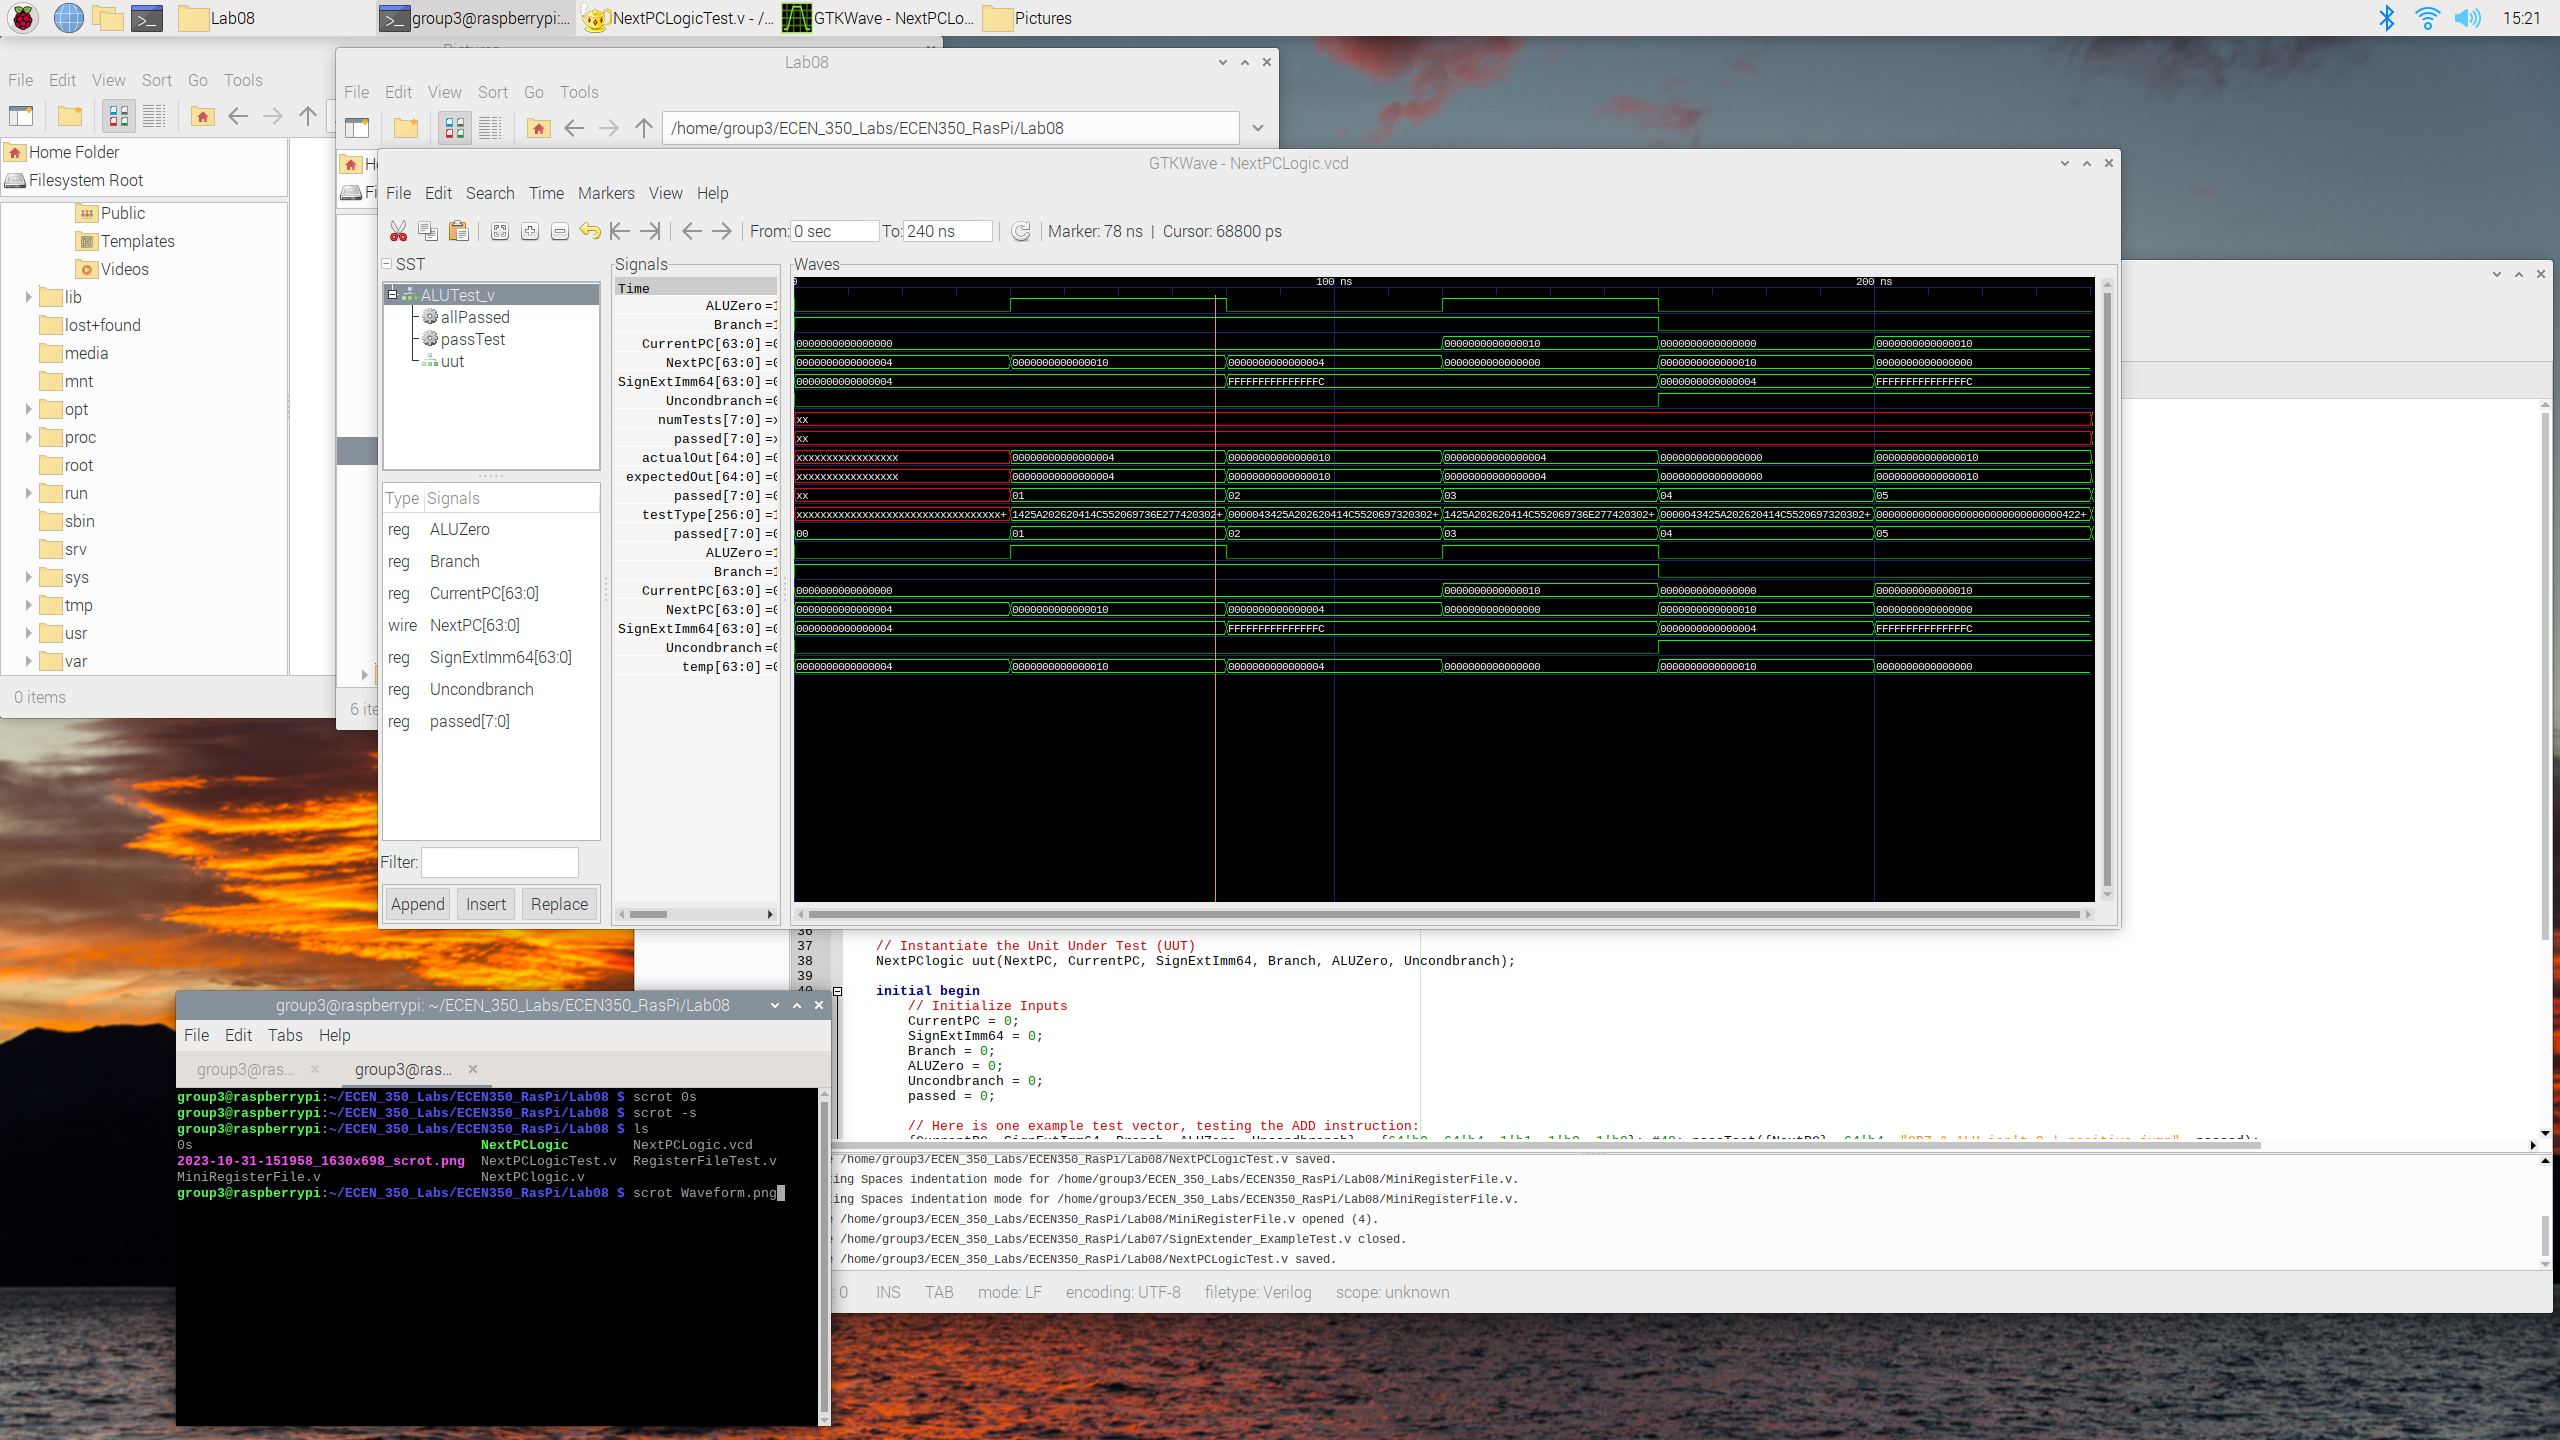 Lab08
group3@raspberrypi:...
NextPCLogicTest.v - /...
GTKWave - NextPCLo...
Pictures
15:21
File Edit View Sort Go Tools
Home Folder
Filesystem Root
Public
Templates
Videos
lib
lost+found
media
mnt
opt
proc
root
run
sbin
srv
sys
tmp
usr
var
0 items
Lab08
File Edit View Sort Go Tools
/home/group3/ECEN_350_Labs/ECEN350_RasPi/Lab08
GTKWave - NextPCLogic.vcd
File Edit Search Time Markers View Help
From: 0 sec To: 240 ns Marker: 78 ns | Cursor: 68800 ps
SST
ALUTest_v
allPassed
passTest
uut
Type Signals
reg ALUZero
reg Branch
reg CurrentPC[63:0]
wire NextPC[63:0]
reg SignExtImm64[63:0]
reg Uncondbranch
reg passed[7:0]
Filter:
Append Insert Replace
Signals
Waves
Time 100 ns 200 ns
ALUZero =1
Branch =1
CurrentPC[63:0] =0 0000000000000000 0000000000000010 0000000000000000 0000000000000010
NextPC[63:0] =0 0000000000000004 0000000000000010 0000000000000004 0000000000000000 0000000000000010 0000000000000000
SignExtImm64[63:0] =0 0000000000000004 FFFFFFFFFFFFFFFC 0000000000000004 FFFFFFFFFFFFFFFC
Uncondbranch =0
numTests[7:0] =x xx
passed[7:0] =x xx
actualOut[64:0] =0 xxxxxxxxxxxxxxxxx 00000000000000004 00000000000000010 00000000000000004 00000000000000000 00000000000000010
expectedOut[64:0] =0 xxxxxxxxxxxxxxxxx 00000000000000004 00000000000000010 00000000000000004 00000000000000000 00000000000000010
passed[7:0] =0 xx 01 02 03 04 05
testType[256:0] =1 xxxxxxxxxxxxxxxxxxxxxxxxxxxxxxxxxx+ 1425A202620414C552069736E277420302+ 0000043425A202620414C5520697320302+ 1425A202620414C552069736E277420302+ 0000043425A202620414C5520697320302+ 0000000000000000000000000000000422+
passed[7:0] =0 00 01 02 03 04 05
ALUZero =1
Branch =1
CurrentPC[63:0] =0 0000000000000000 0000000000000010 0000000000000000 0000000000000010
NextPC[63:0] =0 0000000000000004 0000000000000010 0000000000000004 0000000000000000 0000000000000010 0000000000000000
SignExtImm64[63:0] =0 0000000000000004 FFFFFFFFFFFFFFFC 0000000000000004 FFFFFFFFFFFFFFFC
Uncondbranch =0
temp[63:0] =0 0000000000000004 0000000000000010 0000000000000004 0000000000000000 0000000000000010 0000000000000000
36
37 // Instantiate the Unit Under Test (UUT)
38 NextPClogic uut(NextPC, CurrentPC, SignExtImm64, Branch, ALUZero, Uncondbranch);
39
40 initial begin
// Initialize Inputs
CurrentPC = 0;
SignExtImm64 = 0;
Branch = 0;
ALUZero = 0;
Uncondbranch = 0;
passed = 0;
// Here is one example test vector, testing the ADD instruction:
/home/group3/ECEN_350_Labs/ECEN350_RasPi/Lab08/NextPCLogicTest.v saved.
ing Spaces indentation mode for /home/group3/ECEN_350_Labs/ECEN350_RasPi/Lab08/MiniRegisterFile.v.
ing Spaces indentation mode for /home/group3/ECEN_350_Labs/ECEN350_RasPi/Lab08/MiniRegisterFile.v.
/home/group3/ECEN_350_Labs/ECEN350_RasPi/Lab08/MiniRegisterFile.v opened (4).
/home/group3/ECEN_350_Labs/ECEN350_RasPi/Lab07/SignExtender_ExampleTest.v closed.
/home/group3/ECEN_350_Labs/ECEN350_RasPi/Lab08/NextPCLogicTest.v saved.
: 0 INS TAB mode: LF encoding: UTF-8 filetype: Verilog scope: unknown
group3@raspberrypi: ~/ECEN_350_Labs/ECEN350_RasPi/Lab08
File Edit Tabs Help
group3@ras... group3@ras...
group3@raspberrypi:~/ECEN_350_Labs/ECEN350_RasPi/Lab08 $ scrot 0s
group3@raspberrypi:~/ECEN_350_Labs/ECEN350_RasPi/Lab08 $ scrot -s
group3@raspberrypi:~/ECEN_350_Labs/ECEN350_RasPi/Lab08 $ ls
0s NextPCLogic NextPCLogic.vcd
2023-10-31-151958_1630x698_scrot.png NextPCLogicTest.v RegisterFileTest.v
MiniRegisterFile.v NextPClogic.v
group3@raspberrypi:~/ECEN_350_Labs/ECEN350_RasPi/Lab08 $ scrot Waveform.png